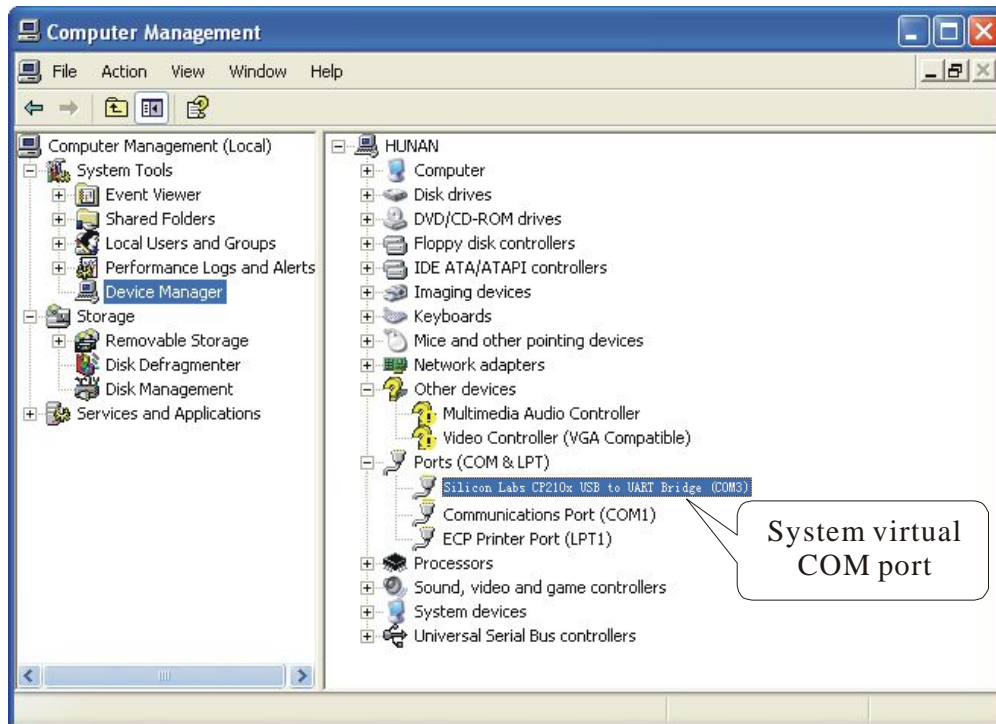 Computer Management
File Action View Window Help
Computer Management (Local)
System Tools
Event Viewer
Shared Folders
Local Users and Groups
Performance Logs and Alerts
Device Manager
Storage
Removable Storage
Disk Defragmenter
Disk Management
Services and Applications
HUNAN
Computer
Disk drives
DVD/CD-ROM drives
Floppy disk controllers
IDE ATA/ATAPI controllers
Imaging devices
Keyboards
Mice and other pointing devices
Network adapters
Other devices
Multimedia Audio Controller
Video Controller (VGA Compatible)
Ports (COM & LPT)
Silicon Labs CP210x USB to UART Bridge (COM3)
Communications Port (COM1)
ECP Printer Port (LPT1)
Processors
Sound, video and game controllers
System devices
Universal Serial Bus controllers
System virtual
COM port